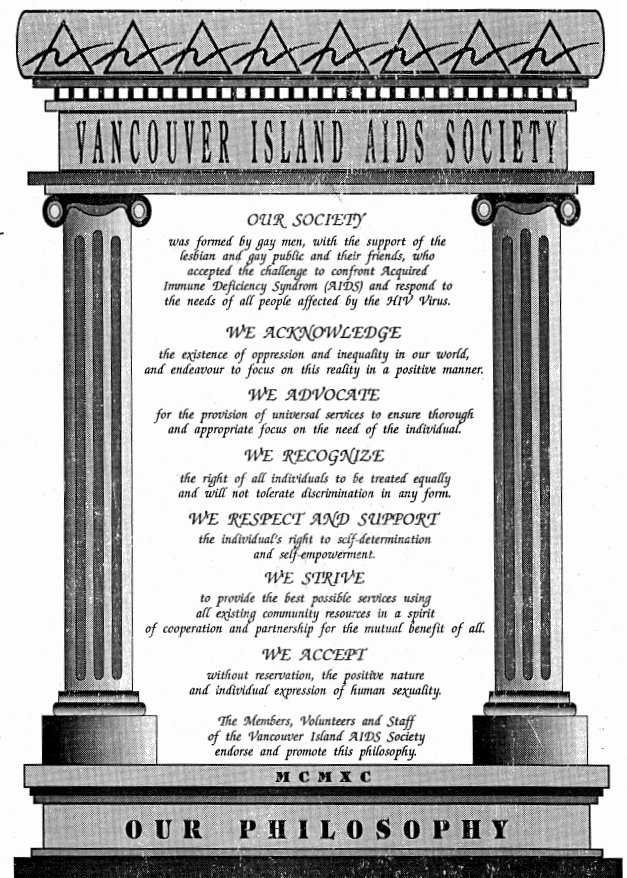 VANCOUVER ISLAND AIDS SOCIETY
OUR SOCIETY
was formed by gay men, with the support of the
lesbian and gay public and their friends, who
accepted the challenge to confront Acquired
Immune Deficiency Syndrom (AIDS) and respond to
the needs of all people affected by the HIV Virus.
WE ACKNOWLEDGE
the existence of oppression and inequality in our world,
and endeavour to focus on this reality in a positive manner.
WE ADVOCATE
for the provision of universal services to ensure thorough
and appropriate focus on the need of the individual.
WE RECOGNIZE
the right of all individuals to be treated equally
and will not tolerate discrimination in any form.
WE RESPECT AND SUPPORT
the individual's right to self-determination
and self-empowerment.
WE STRIVE
to provide the best possible services using
all existing community resources in a spirit
of cooperation and partnership for the mutual benefit of all.
WE ACCEPT
without reservation, the positive nature
and individual expression of human sexuality.
The Members, Volunteers and Staff
of the Vancouver Island AIDS Society
endorse and promote this philosophy.
MCMXC
OUR PHILOSOPHY